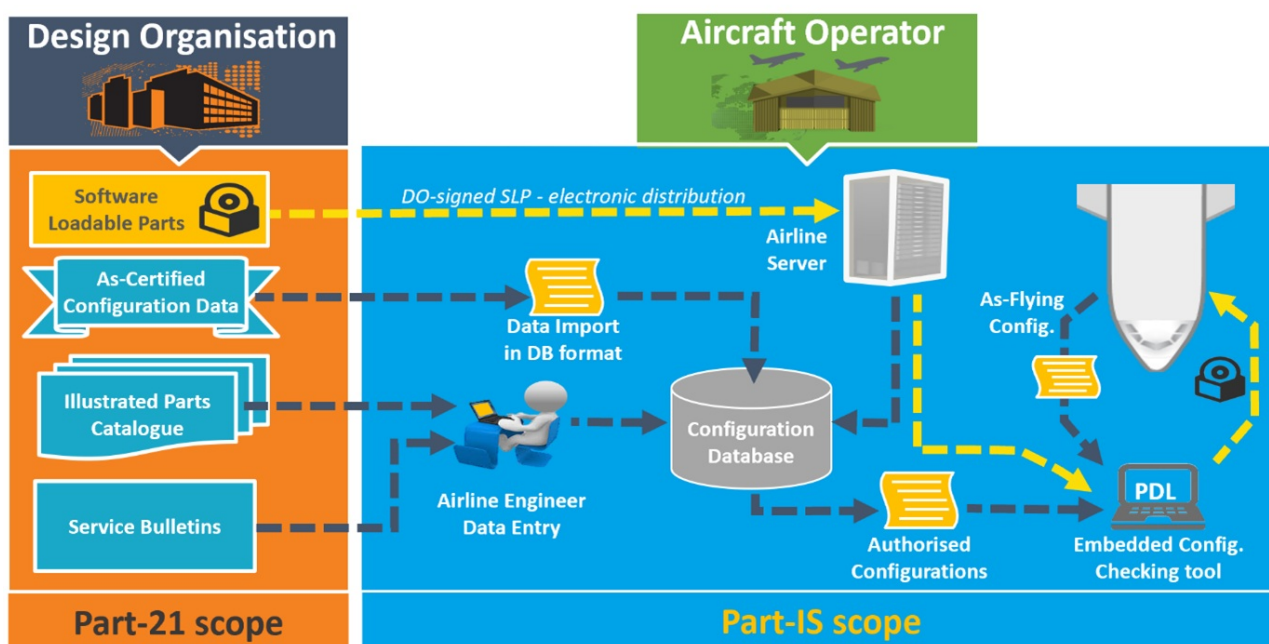 Design Organisation
Aircraft Operator
Software
Loadable Parts
DO-signed SLP - electronic distribution
Airline
Server
As-Certified
Configuration Data
Data Import
in DB format
As-Flying
Config.
Illustrated Parts
Catalogue
Configuration
Database
Airline Engineer
Data Entry
PDL
Service Bulletins
Authorised
Configurations
Embedded Config.
Checking tool
Part-21 scope
Part-IS scope